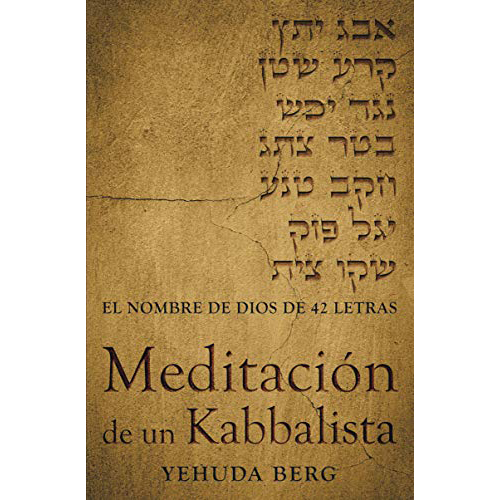 אבג יתץ
קרע שטן
נגד יכש
בטר צתג
חקב טנע
יגל פזק
שקו צית
EL NOMBRE DE DIOS DE 42 LETRAS
Meditación
de un Kabbalista
YEHUDA BERG